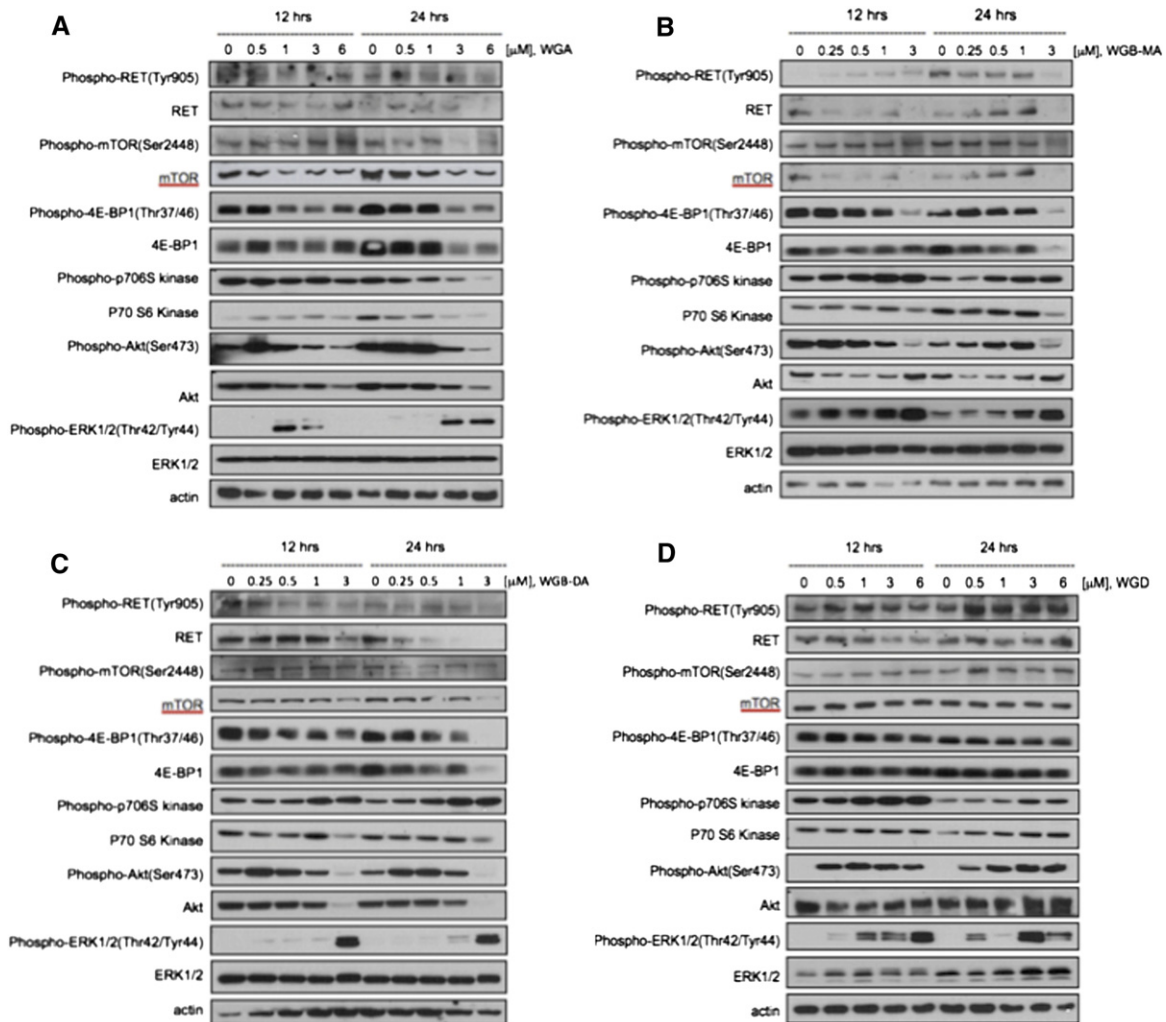 A
12 hrs 24 hrs
0 0.5 1 3 6 0 0.5 1 3 6 [μM], WGA
Phospho-RET(Tyr905)
RET
Phospho-mTOR(Ser2448)
mTOR
Phospho-4E-BP1(Thr37/46)
4E-BP1
Phospho-p706S kinase
P70 S6 Kinase
Phospho-Akt(Ser473)
Akt
Phospho-ERK1/2(Thr42/Tyr44)
ERK1/2
actin
B
12 hrs 24 hrs
0 0.25 0.5 1 3 0 0.25 0.5 1 3 [μM], WGB-MA
Phospho-RET(Tyr905)
RET
Phospho-mTOR(Ser2448)
mTOR
Phospho-4E-BP1(Thr37/46)
4E-BP1
Phospho-p706S kinase
P70 S6 Kinase
Phospho-Akt(Ser473)
Akt
Phospho-ERK1/2(Thr42/Tyr44)
ERK1/2
actin
C
12 hrs 24 hrs
0 0.25 0.5 1 3 0 0.25 0.5 1 3 [μM], WGB-DA
Phospho-RET(Tyr905)
RET
Phospho-mTOR(Ser2448)
mTOR
Phospho-4E-BP1(Thr37/46)
4E-BP1
Phospho-p706S kinase
P70 S6 Kinase
Phospho-Akt(Ser473)
Akt
Phospho-ERK1/2(Thr42/Tyr44)
ERK1/2
actin
D
12 hrs 24 hrs
0 0.5 1 3 6 0 0.5 1 3 6 [μM], WGD
Phospho-RET(Tyr905)
RET
Phospho-mTOR(Ser2448)
mTOR
Phospho-4E-BP1(Thr37/46)
4E-BP1
Phospho-p706S kinase
P70 S6 Kinase
Phospho-Akt(Ser473)
Akt
Phospho-ERK1/2(Thr42/Tyr44)
ERK1/2
actin